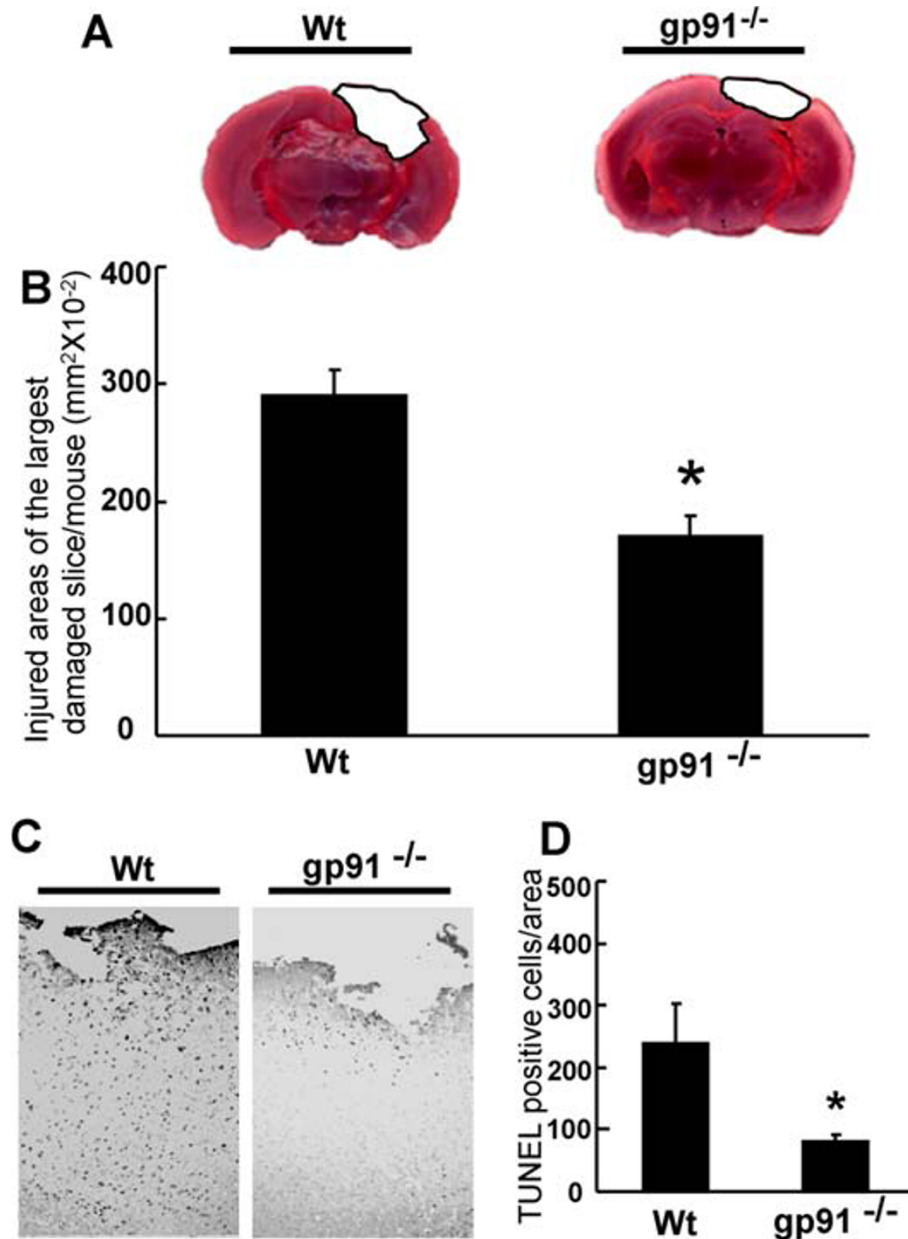 A
Wt
gp91-/-
B
Injured areas of the largest
damaged slice/mouse (mm2X10-2)
400
300
200
100
0
*
Wt
gp91 -/-
C
Wt
gp91 -/-
D
TUNEL positive cells/area
500
400
300
200
100
0
*
Wt
gp91 -/-